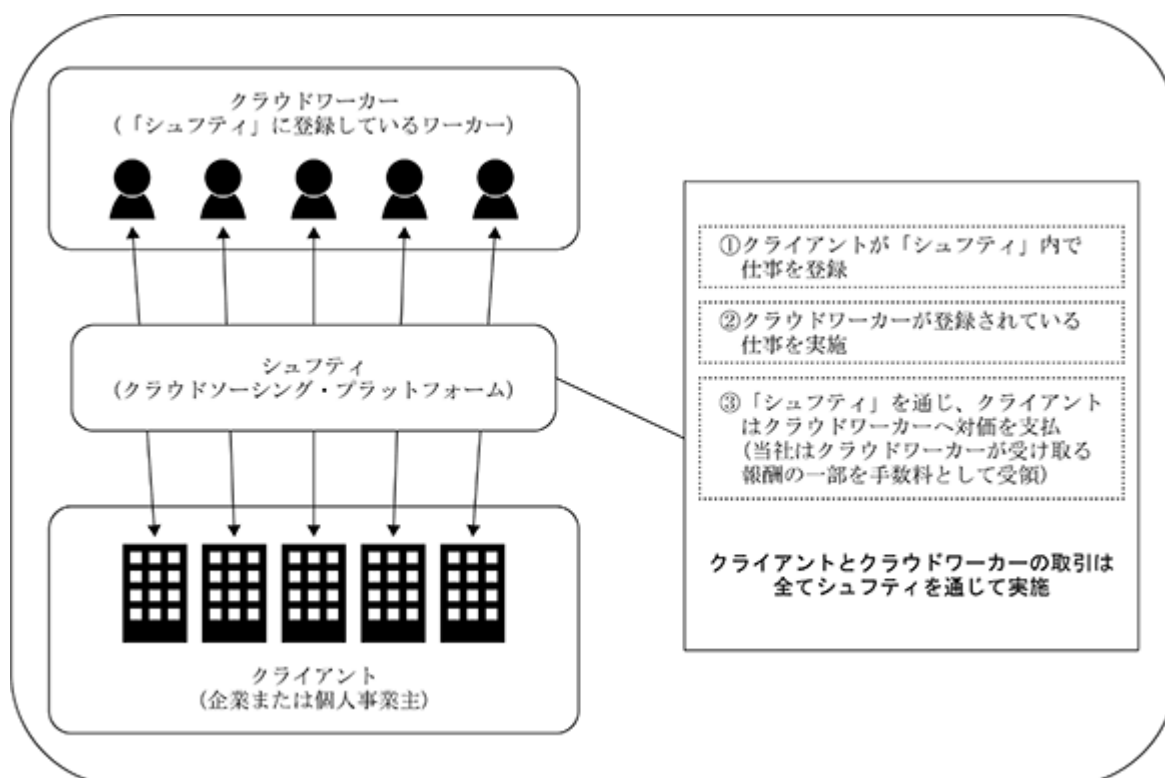 クラウドワーカー
(「シュフティ」に登録しているワーカー)
シュフティ
(クラウドソーシング・プラットフォーム)
クライアント
(企業または個人事業主)
①クライアントが「シュフティ」内で
仕事を登録
②クラウドワーカーが登録されている
仕事を実施
③「シュフティ」を通じ、クライアント
はクラウドワーカーへ対価を支払
(当社はクラウドワーカーが受け取る
報酬の一部を手数料として受領)
クライアントとクラウドワーカーの取引は
全てシュフティを通じて実施